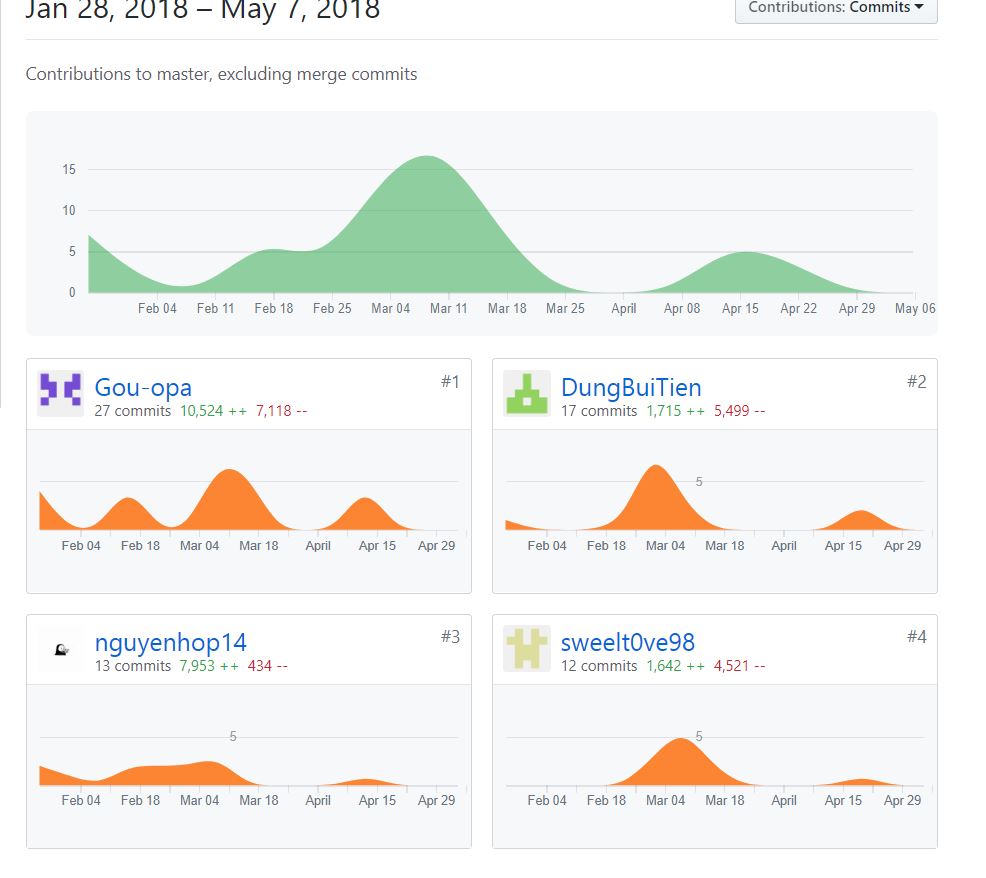 Jan 28, 2018 – May 7, 2018
Contributions: Commits
Contributions to master, excluding merge commits
15
10
5
0
Feb 04 Feb 11 Feb 18 Feb 25 Mar 04 Mar 11 Mar 18 Mar 25 April Apr 08 Apr 15 Apr 22 Apr 29 May 06
Gou-opa
#1
27 commits 10,524 ++ 7,118 --
Feb 04 Feb 18 Mar 04 Mar 18 April Apr 15 Apr 29
DungBuiTien
#2
17 commits 1,715 ++ 5,499 --
5
Feb 04 Feb 18 Mar 04 Mar 18 April Apr 15 Apr 29
nguyenhop14
#3
13 commits 7,953 ++ 434 --
5
Feb 04 Feb 18 Mar 04 Mar 18 April Apr 15 Apr 29
sweelt0ve98
#4
12 commits 1,642 ++ 4,521 --
5
Feb 04 Feb 18 Mar 04 Mar 18 April Apr 15 Apr 29